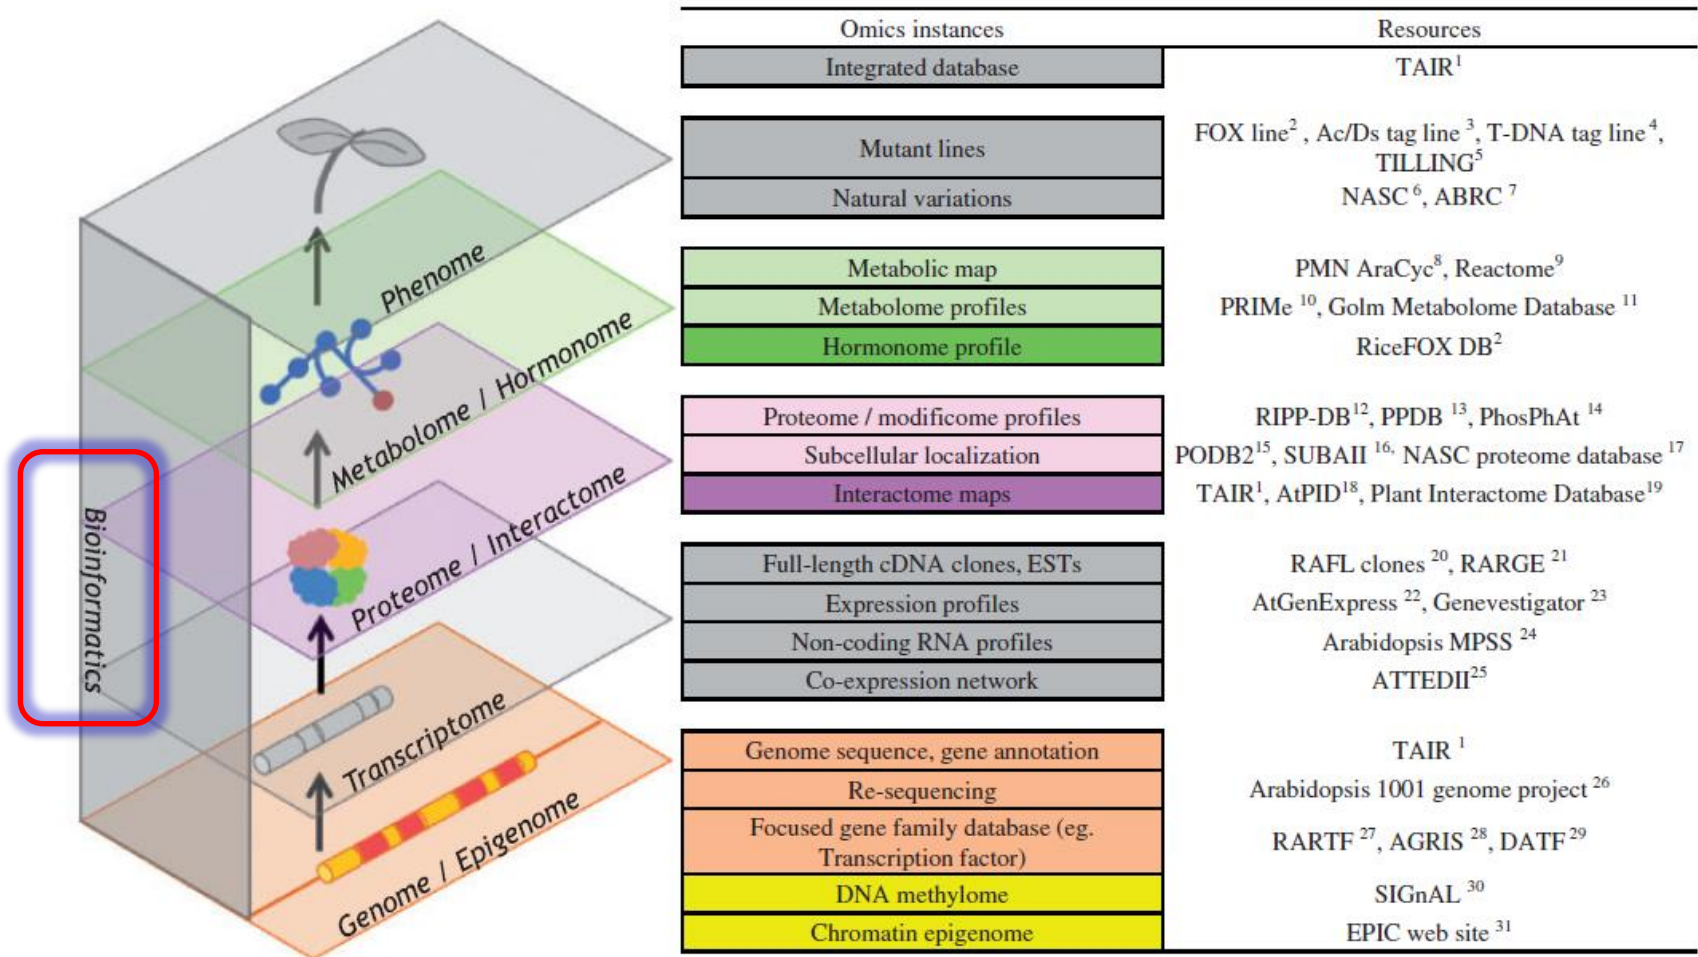 Omics instances Resources
Integrated database TAIR1
Mutant lines FOX line2 , Ac/Ds tag line 3, T-DNA tag line 4,
TILLING5
Natural variations NASC 6, ABRC 7
Metabolic map PMN AraCyc8, Reactome9
Metabolome profiles PRIMe 10, Golm Metabolome Database 11
Hormonome profile RiceFOX DB2
Proteome / modificome profiles RIPP-DB12, PPDB 13, PhosPhAt 14
Subcellular localization PODB215, SUBAII 16, NASC proteome database 17
Interactome maps TAIR1, AtPID18, Plant Interactome Database19
Full-length cDNA clones, ESTs RAFL clones 20, RARGE 21
Expression profiles AtGenExpress 22, Genevestigator 23
Non-coding RNA profiles Arabidopsis MPSS 24
Co-expression network ATTEDII25
Genome sequence, gene annotation TAIR 1
Re-sequencing Arabidopsis 1001 genome project 26
Focused gene family database (eg.
Transcription factor) RARTF 27, AGRIS 28, DATF 29
DNA methylome SIGnAL 30
Chromatin epigenome EPIC web site 31
Phenome
Metabolome / Hormonome
Proteome / Interactome
Transcriptome
Genome / Epigenome
Bioinformatics